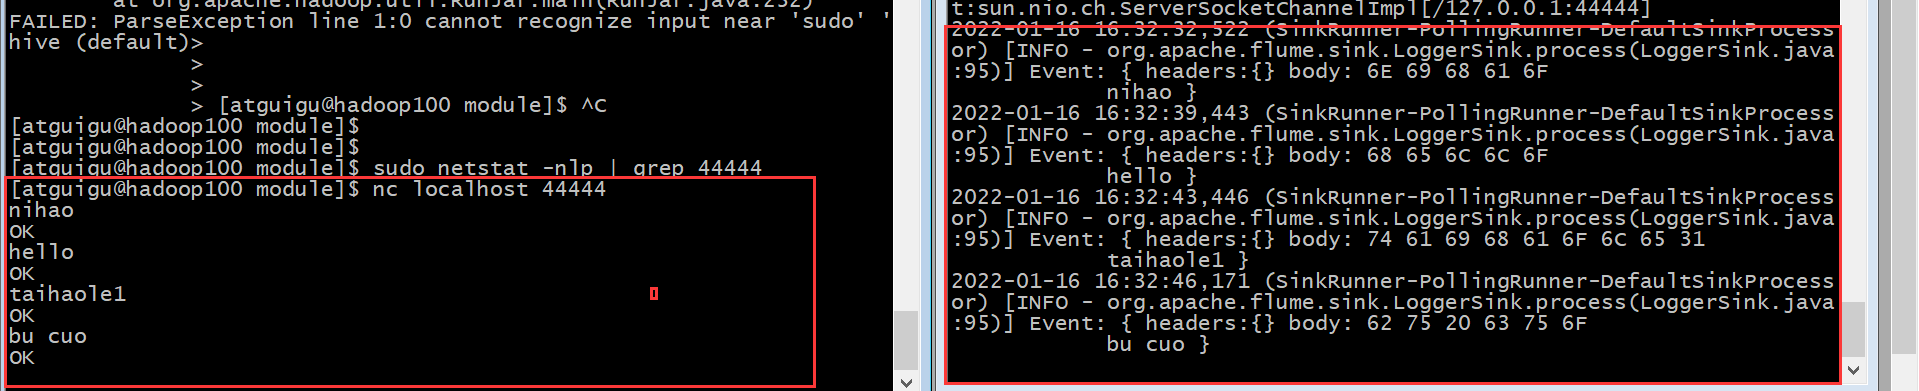 at org.apache.hadoop.util.RunJar.main(RunJar.java:232)
FAILED: ParseException line 1:0 cannot recognize input near 'sudo' '
hive (default)>
>
>
> [atguigu@hadoop100 module]$ ^C
[atguigu@hadoop100 module]$
[atguigu@hadoop100 module]$
[atguigu@hadoop100 module]$ sudo netstat -nlp | grep 44444
[atguigu@hadoop100 module]$ nc localhost 44444
nihao
OK
hello
OK
taihaole1
OK
bu cuo
OK
t:sun.nio.ch.ServerSocketChannelImpl[/127.0.0.1:44444]
2022-01-16 16:32:32,522 (SinkRunner-PollingRunner-DefaultSinkProcess
or) [INFO - org.apache.flume.sink.LoggerSink.process(LoggerSink.java
:95)] Event: { headers:{} body: 6E 69 68 61 6F
nihao }
2022-01-16 16:32:39,443 (SinkRunner-PollingRunner-DefaultSinkProcess
or) [INFO - org.apache.flume.sink.LoggerSink.process(LoggerSink.java
:95)] Event: { headers:{} body: 68 65 6C 6C 6F
hello }
2022-01-16 16:32:43,446 (SinkRunner-PollingRunner-DefaultSinkProcess
or) [INFO - org.apache.flume.sink.LoggerSink.process(LoggerSink.java
:95)] Event: { headers:{} body: 74 61 69 68 61 6F 6C 65 31
taihaole1 }
2022-01-16 16:32:46,171 (SinkRunner-PollingRunner-DefaultSinkProcess
or) [INFO - org.apache.flume.sink.LoggerSink.process(LoggerSink.java
:95)] Event: { headers:{} body: 62 75 20 63 75 6F
bu cuo }